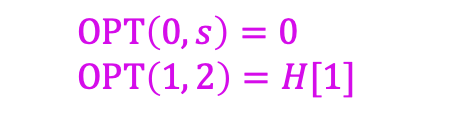 OPT(0, s) = 0
OPT(1, 2) = H[1]